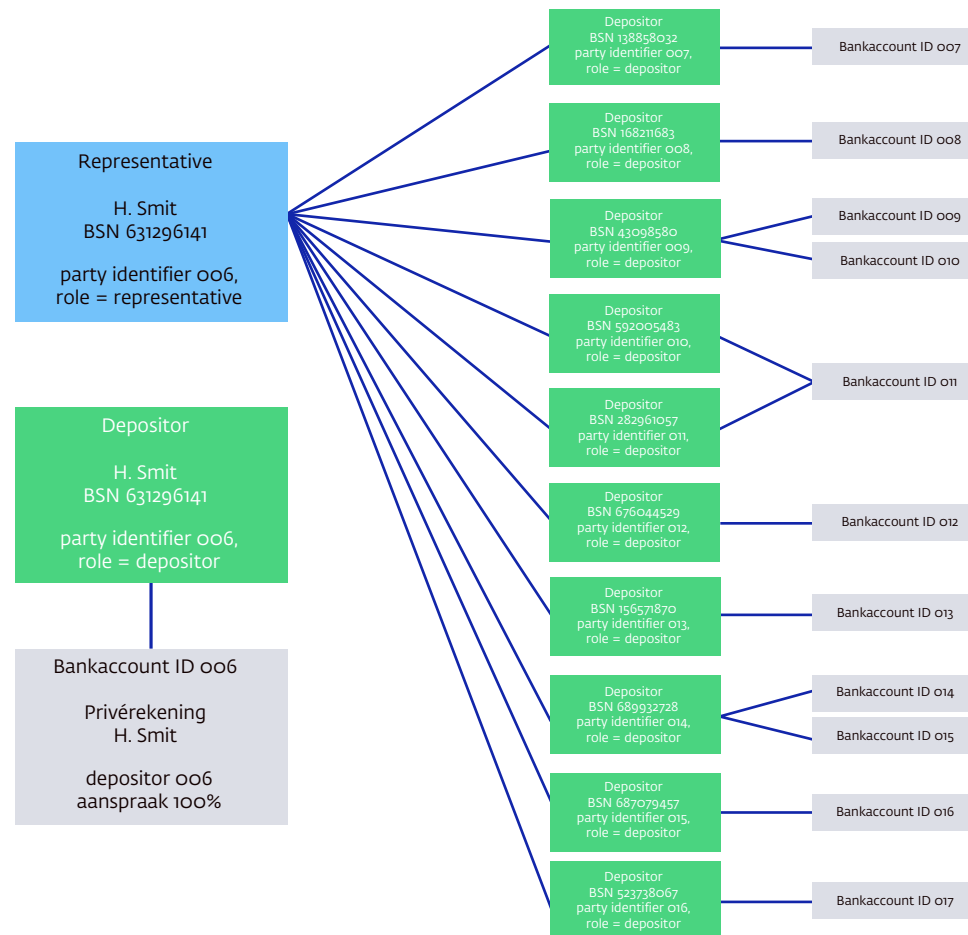 Representative
H. Smit
BSN 631296141
party identifier 006,
role = representative
Depositor
H. Smit
BSN 631296141
party identifier 006,
role = depositor
Bankaccount ID 006
Privérekening
H. Smit
depositor 006
aanspraak 100%
Depositor
BSN 138858032
party identifier 007,
role = depositor
Bankaccount ID 007
Depositor
BSN 168211683
party identifier 008,
role = depositor
Bankaccount ID 008
Depositor
BSN 43098580
party identifier 009,
role = depositor
Bankaccount ID 009
Bankaccount ID 010
Depositor
BSN 592005483
party identifier 010,
role = depositor
Depositor
BSN 282961057
party identifier 011,
role = depositor
Bankaccount ID 011
Depositor
BSN 676044529
party identifier 012,
role = depositor
Bankaccount ID 012
Depositor
BSN 156571870
party identifier 013,
role = depositor
Bankaccount ID 013
Depositor
BSN 689932728
party identifier 014,
role = depositor
Bankaccount ID 014
Bankaccount ID 015
Depositor
BSN 687079457
party identifier 015,
role = depositor
Bankaccount ID 016
Depositor
BSN 523738067
party identifier 016,
role = depositor
Bankaccount ID 017